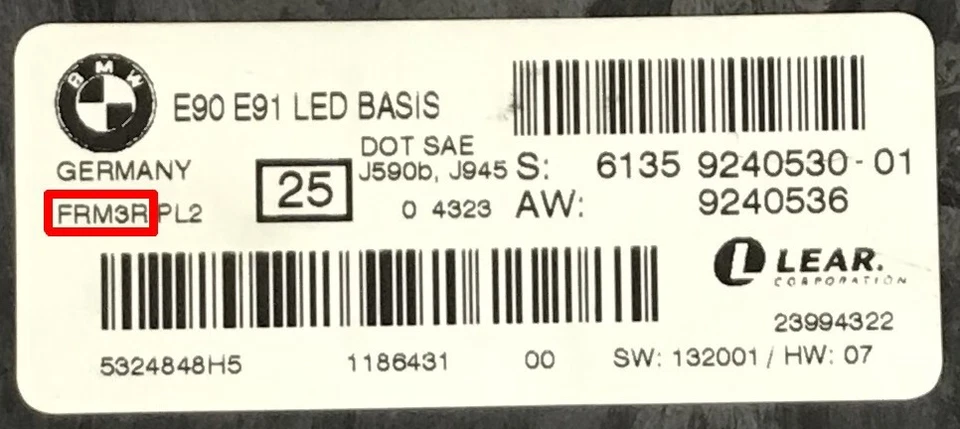 BMW
E90 E91 LED BASIS
GERMANY
FRM3R PL2
25
DOT SAE
J590b, J945
0 4323
S: 6135 9240530-01
AW: 9240536
LEAR.
CORPORATION
23994322
5324848H5 1186431 00 SW: 132001 / HW: 07